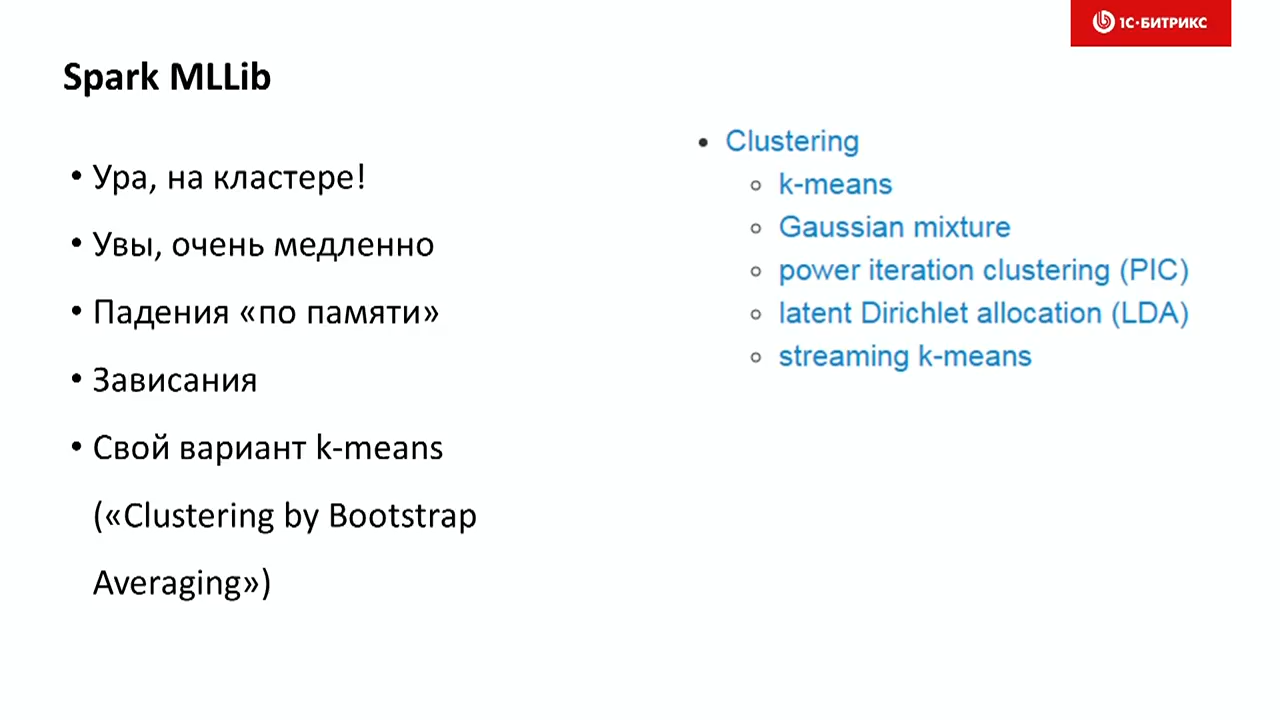 1С·БИТРИКС
Spark MLLib
• Ура, на кластере!
• Увы, очень медленно
• Падения «по памяти»
• Зависания
• Свой вариант k-means
(«Clustering by Bootstrap
Averaging»)
• Clustering
○ k-means
○ Gaussian mixture
○ power iteration clustering (PIC)
○ latent Dirichlet allocation (LDA)
○ streaming k-means